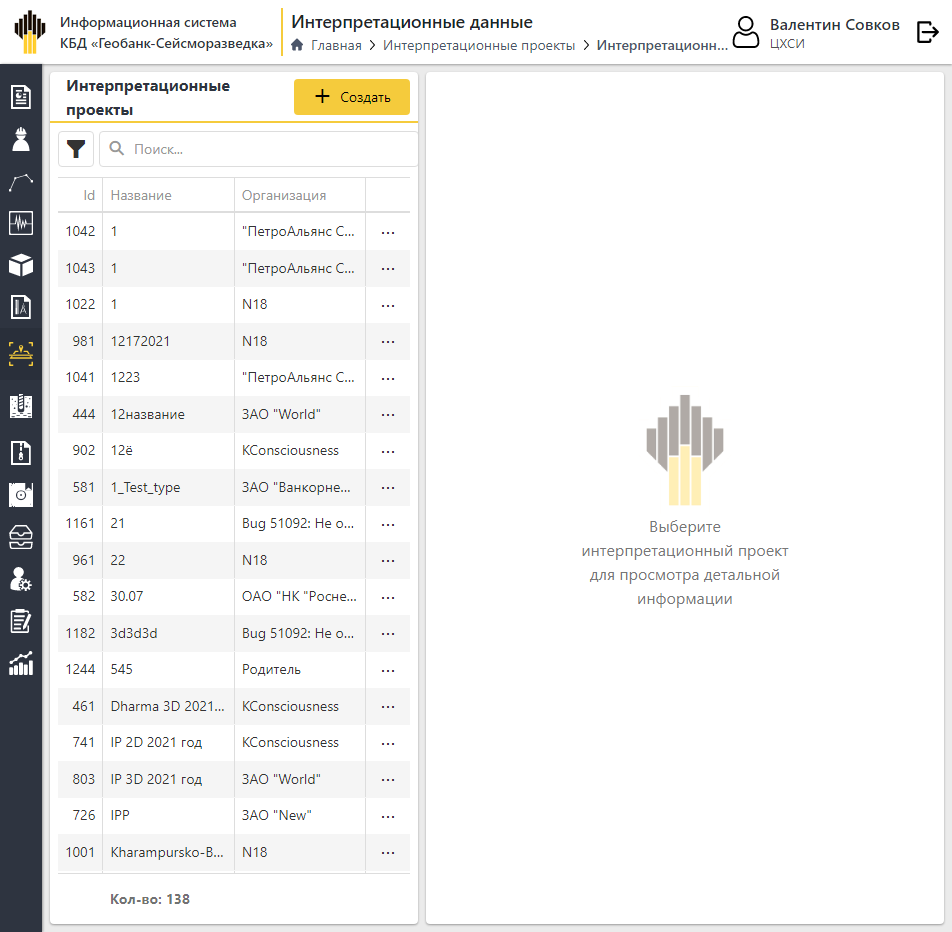 Информационная система
КБД «Геобанк-Сейсморазведка»
Интерпретационные данные
Главная > Интерпретационные проекты > Интерпретационн...
Валентин Совков
ЦХСИ
Интерпретационные
проекты
+ Создать
Поиск...
Id Название Организация
1042 1 "ПетроАльянс С... ...
1043 1 "ПетроАльянс С... ...
1022 1 N18 ...
981 12172021 N18 ...
1041 1223 "ПетроАльянс С... ...
444 12название ЗАО "World" ...
902 12ё KConsciousness ...
581 1_Test_type ЗАО "Ванкорне... ...
1161 21 Bug 51092: Не о... ...
961 22 N18 ...
582 30.07 ОАО "НК "Росне... ...
1182 3d3d3d Bug 51092: Не о... ...
1244 545 Родитель ...
461 Dharma 3D 2021... KConsciousness ...
741 IP 2D 2021 год KConsciousness ...
803 IP 3D 2021 год ЗАО "World" ...
726 IPP ЗАО "New" ...
1001 Kharampursko-B... N18 ...
Кол-во: 138
Выберите
интерпретационный проект
для просмотра детальной
информации